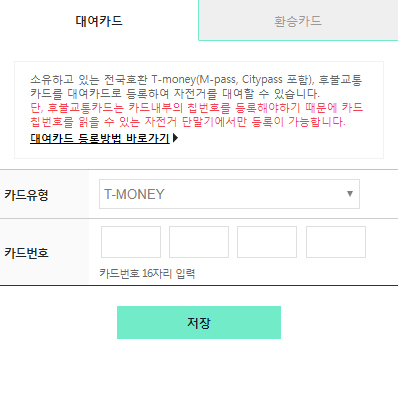 대여카드
환승카드
소유하고 있는 전국호환 T-money(M-pass, Citypass 포함), 후불교통
카드를 대여카드로 등록하여 자전거를 대여할 수 있습니다.
단, 후불교통카드는 카드내부의 칩번호를 등록해야하기 때문에 카드
칩번호를 읽을 수 있는 자전거 단말기에서만 등록이 가능합니다.
대여카드 등록방법 바로가기
카드유형
T-MONEY
카드번호
카드번호 16자리 입력
저장